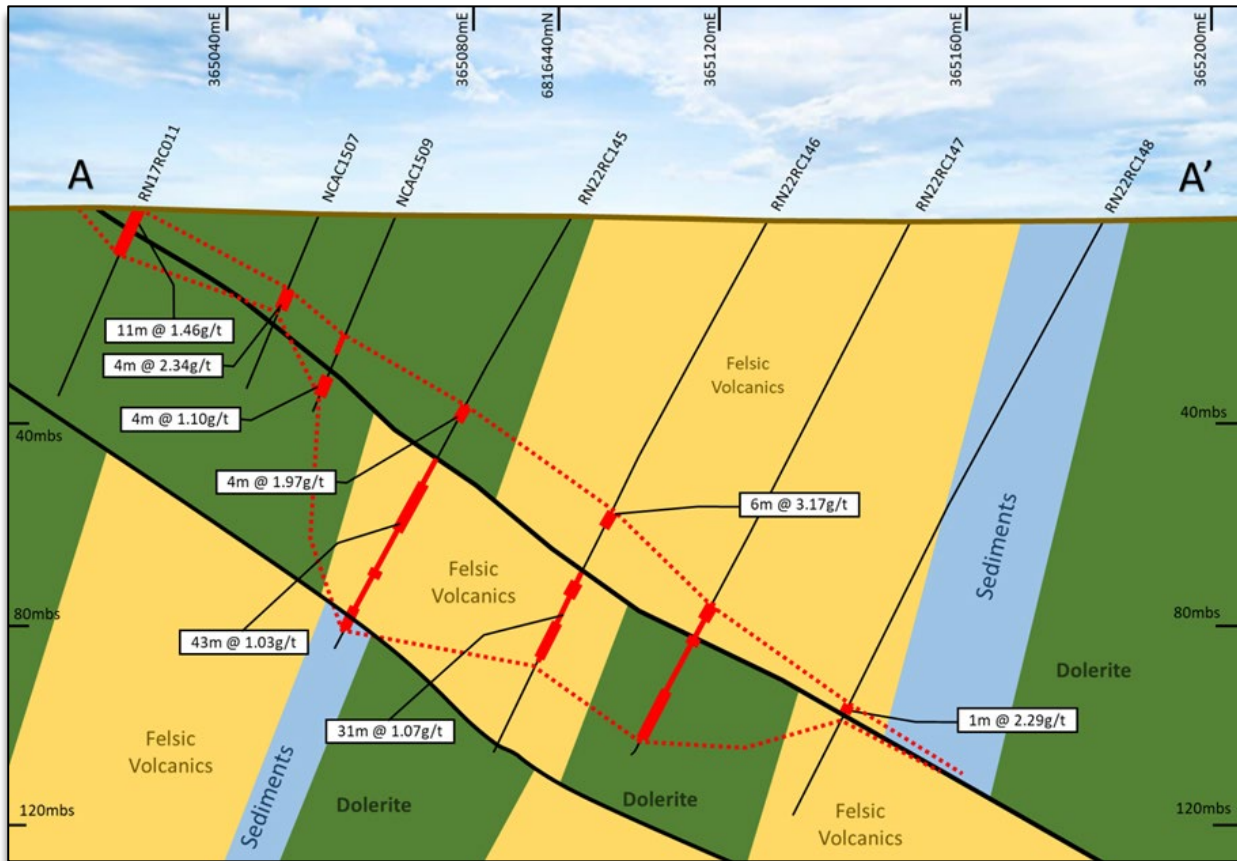 365040mE
365080mE
6816440mN
365120mE
365160mE
365200mE
A
RN17RC011
NCAC1507
NCAC1509
RN22RC145
RN22RC146
RN22RC147
RN22RC148
A'
11m @ 1.46g/t
4m @ 2.34g/t
Felsic
Volcanics
4m @ 1.10g/t
40mbs
40mbs
4m @ 1.97g/t
6m @ 3.17g/t
Sediments
Felsic
Volcanics
80mbs
80mbs
43m @ 1.03g/t
Dolerite
31m @ 1.07g/t
1m @ 2.29g/t
Felsic
Volcanics
Sediments
Dolerite
Dolerite
Felsic
Volcanics
120mbs
120mbs